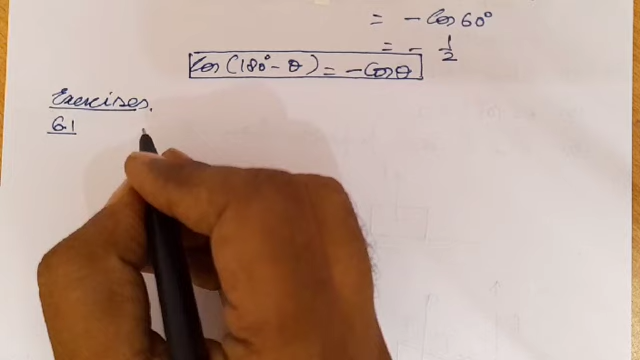 = - Cos 60°
= - 1/2
Cos (180° - θ) = -Cosθ
Exercises.
6.1